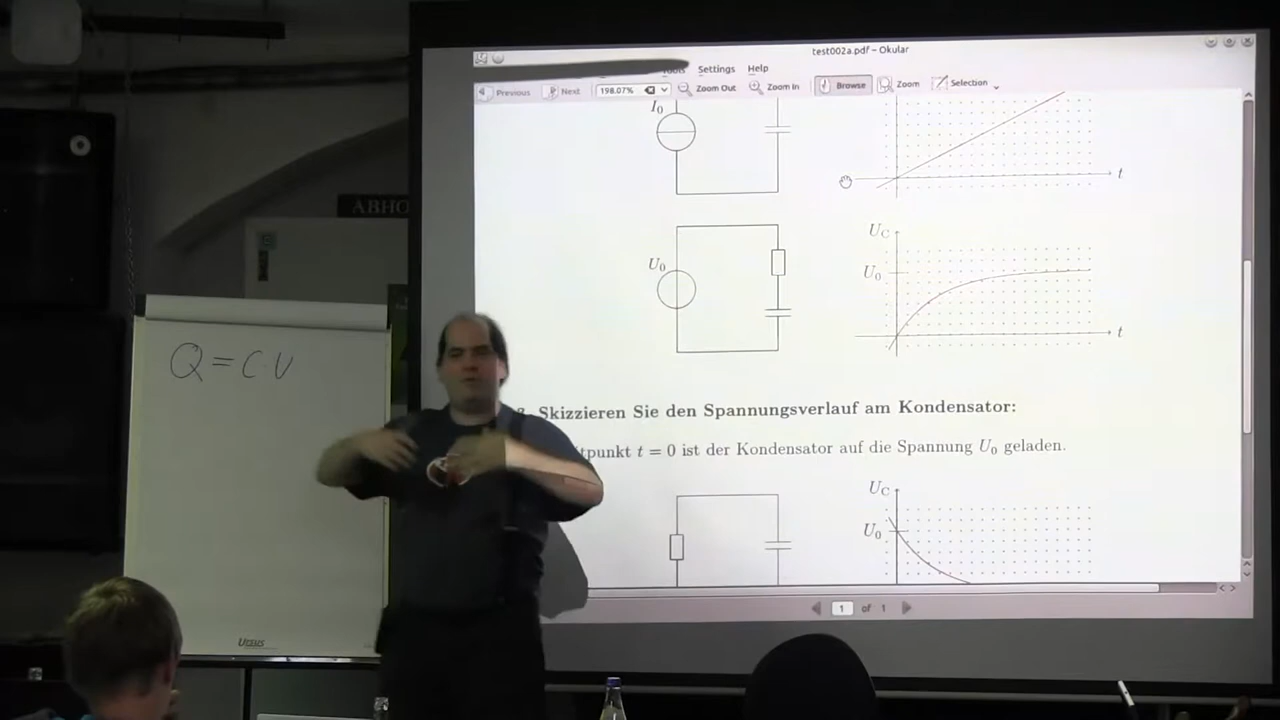 test002a.pdf – Okular
Settings Help
Previous Next 198.07% Zoom Out Zoom In Browse Zoom Selection
I0
t
ABHO
UC
U0
U0
t
Q = C U
Skizzieren Sie den Spannungsverlauf am Kondensator:
tpunkt t = 0 ist der Kondensator auf die Spannung U0 geladen.
UC
U0
1 of 1